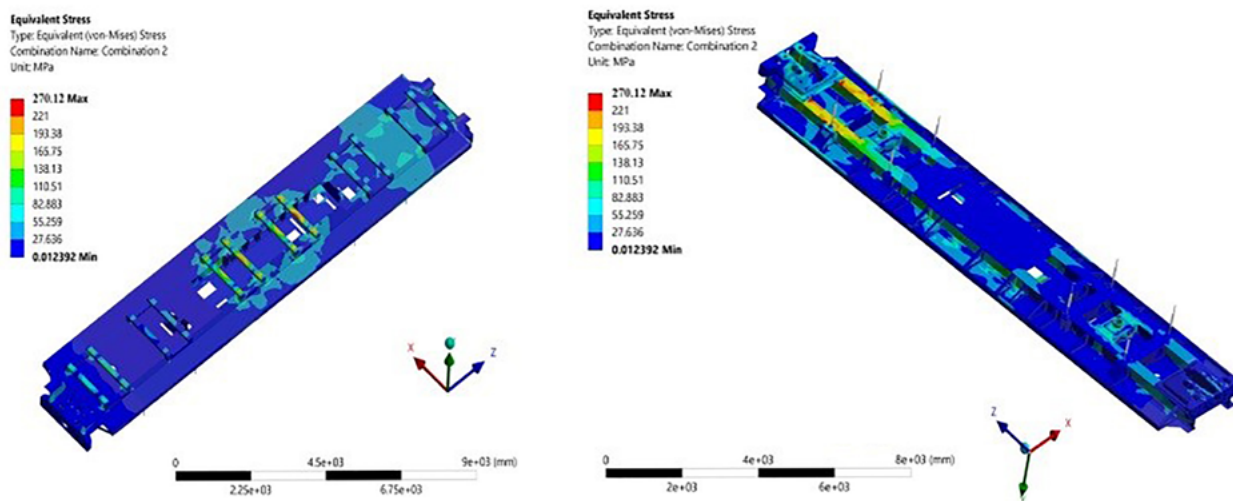 Equivalent Stress
Type: Equivalent (von-Mises) Stress
Combination Name: Combination 2
Unit: MPa
270.12 Max
221
193.38
165.75
138.13
110.51
82.883
55.259
27.636
0.012392 Min
X
Z
0
4.5e+03
9e+03 (mm)
2.25e+03
6.75e+03
Equivalent Stress
Type: Equivalent (von-Mises) Stress
Combination Name: Combination 2
Unit: MPa
270.12 Max
221
193.38
165.75
138.13
110.51
82.883
55.259
27.636
0.012392 Min
Z
X
0
4e+03
8e+03 (mm)
2e+03
6e+03